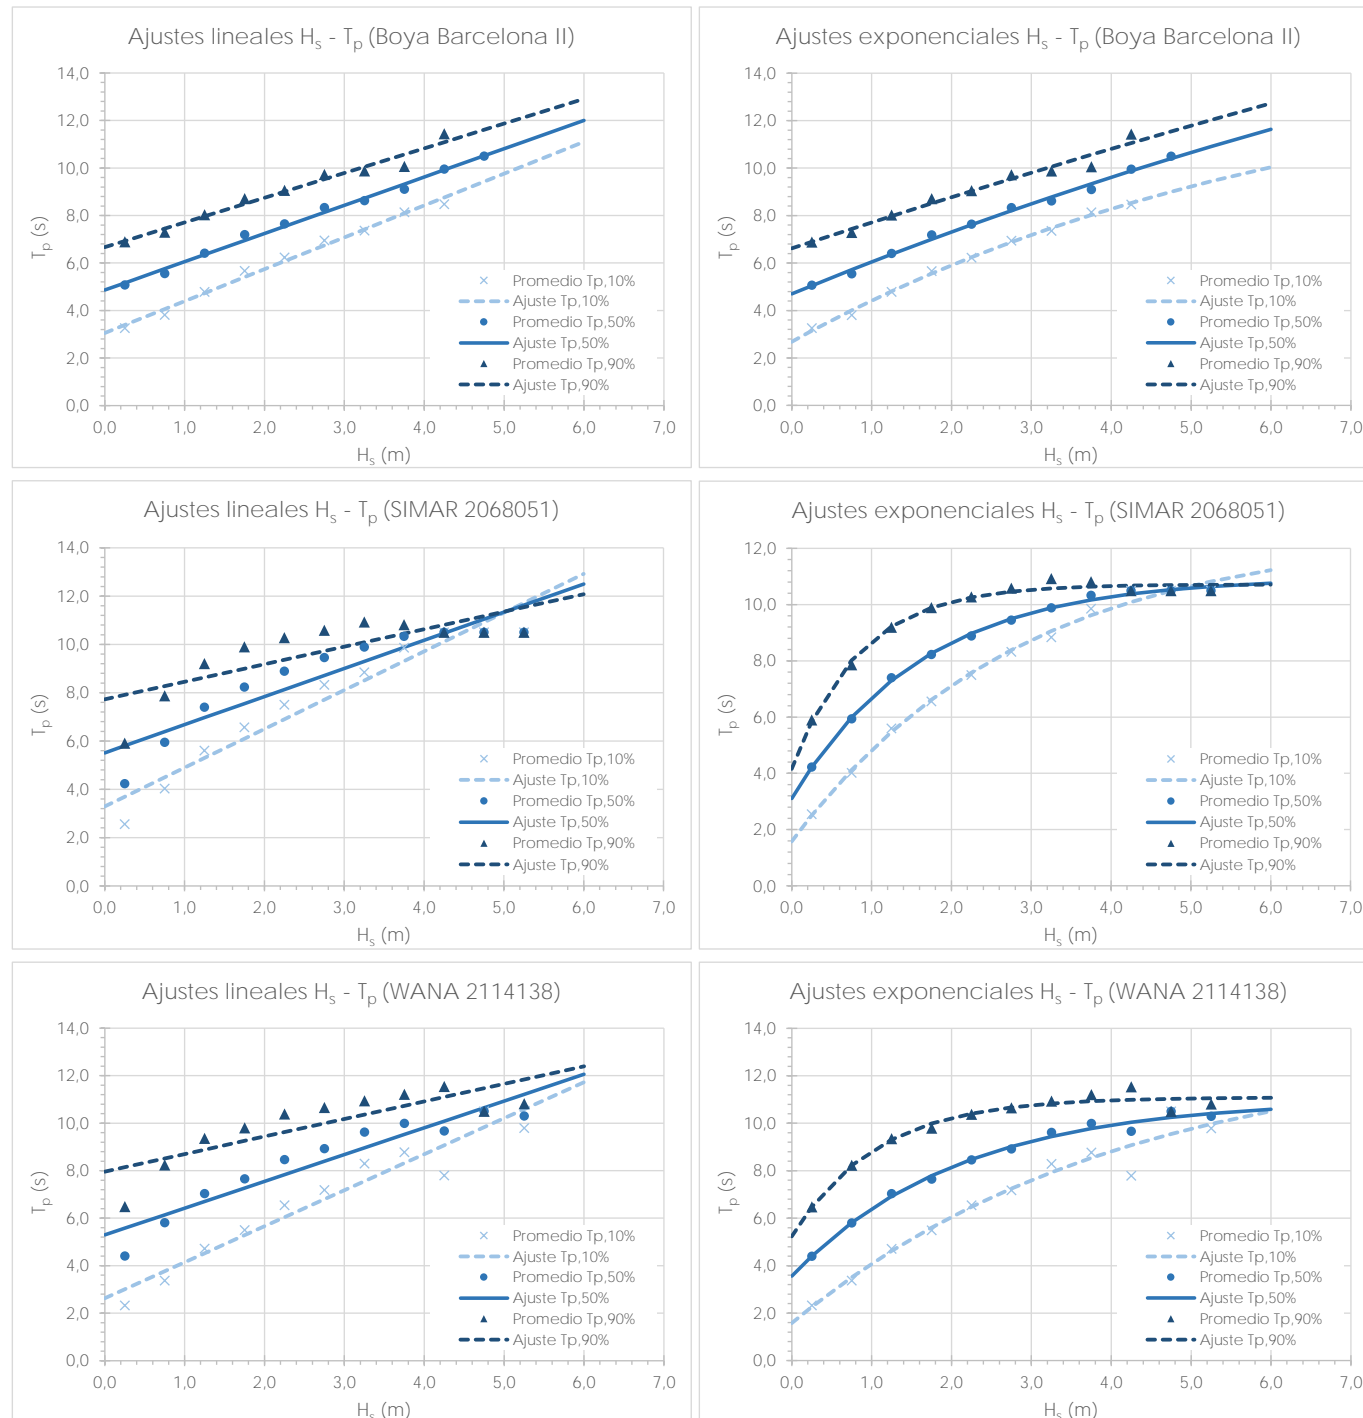 Ajustes lineales Hs - Tp (Boya Barcelona II)
14,0
12,0
10,0
8,0
6,0
4,0
2,0
0,0
Tp (s)
Promedio Tp,10%
Ajuste Tp,10%
Promedio Tp,50%
Ajuste Tp,50%
Promedio Tp,90%
Ajuste Tp,90%
0,0 1,0 2,0 3,0 4,0 5,0 6,0 7,0
Hs (m)
Ajustes exponenciales Hs - Tp (Boya Barcelona II)
14,0
12,0
10,0
8,0
6,0
4,0
2,0
0,0
Tp (s)
Promedio Tp,10%
Ajuste Tp,10%
Promedio Tp,50%
Ajuste Tp,50%
Promedio Tp,90%
Ajuste Tp,90%
0,0 1,0 2,0 3,0 4,0 5,0 6,0 7,0
Hs (m)
Ajustes lineales Hs - Tp (SIMAR 2068051)
14,0
12,0
10,0
8,0
6,0
4,0
2,0
0,0
Tp (s)
Promedio Tp,10%
Ajuste Tp,10%
Promedio Tp,50%
Ajuste Tp,50%
Promedio Tp,90%
Ajuste Tp,90%
0,0 1,0 2,0 3,0 4,0 5,0 6,0 7,0
Hs (m)
Ajustes exponenciales Hs - Tp (SIMAR 2068051)
12,0
10,0
8,0
6,0
4,0
2,0
0,0
Tp (s)
Promedio Tp,10%
Ajuste Tp,10%
Promedio Tp,50%
Ajuste Tp,50%
Promedio Tp,90%
Ajuste Tp,90%
0,0 1,0 2,0 3,0 4,0 5,0 6,0 7,0
Hs (m)
Ajustes lineales Hs - Tp (WANA 2114138)
14,0
12,0
10,0
8,0
6,0
4,0
2,0
0,0
Tp (s)
Promedio Tp,10%
Ajuste Tp,10%
Promedio Tp,50%
Ajuste Tp,50%
Promedio Tp,90%
Ajuste Tp,90%
0,0 1,0 2,0 3,0 4,0 5,0 6,0 7,0
Hs (m)
Ajustes exponenciales Hs - Tp (WANA 2114138)
14,0
12,0
10,0
8,0
6,0
4,0
2,0
0,0
Tp (s)
Promedio Tp,10%
Ajuste Tp,10%
Promedio Tp,50%
Ajuste Tp,50%
Promedio Tp,90%
Ajuste Tp,90%
0,0 1,0 2,0 3,0 4,0 5,0 6,0 7,0
Hs (m)